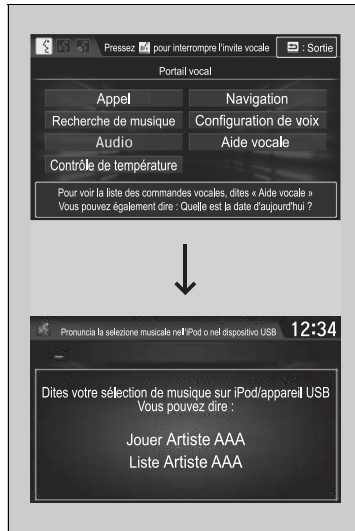 Pressez pour interrompre l'invite vocale : Sortie
Portail vocal
Appel Navigation
Recherche de musique Configuration de voix
Audio Aide vocale
Contrôle de température
Pour voir la liste des commandes vocales, dites « Aide vocale »
Vous pouvez également dire : Quelle est la date d'aujourd'hui ?
Pronuncia la selezione musicale nell'iPod o nel dispositivo USB 12:34
Dites votre sélection de musique sur iPod/appareil USB
Vous pouvez dire :
Jouer Artiste AAA
Liste Artiste AAA